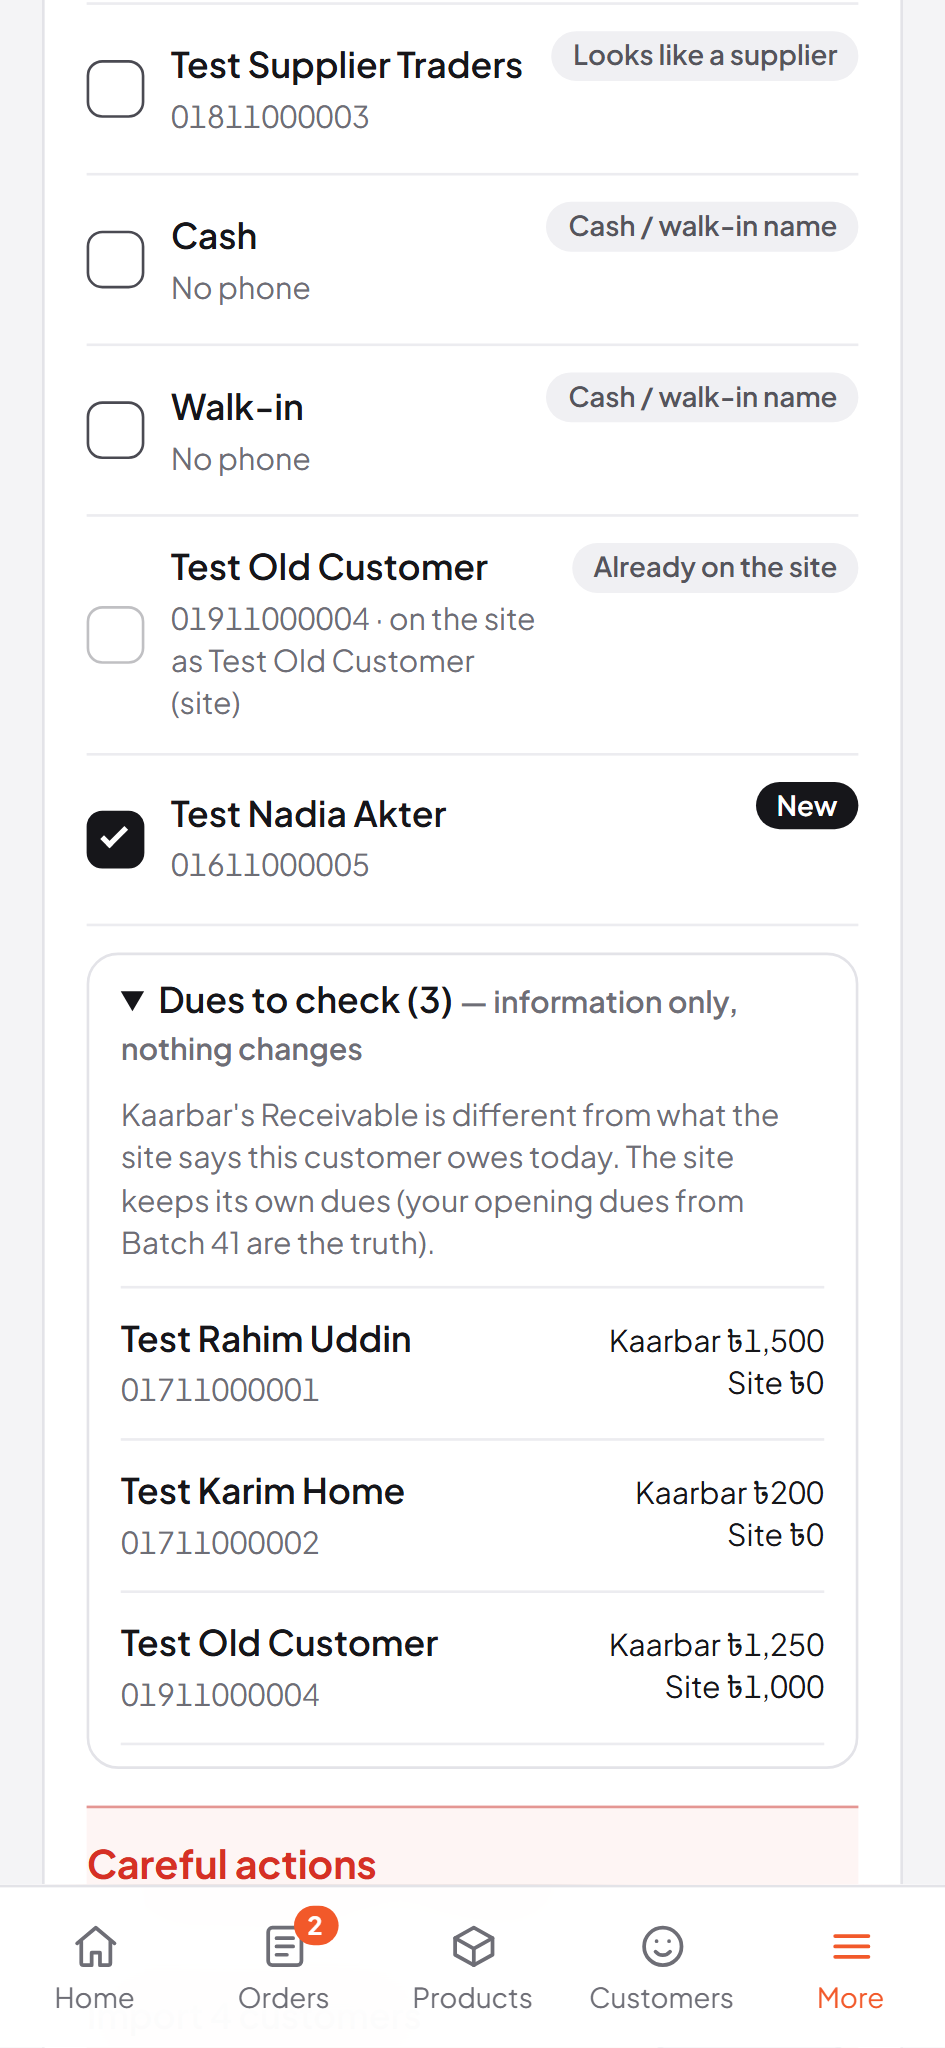 Test Supplier Traders
Looks like a supplier
01811000003
Cash
Cash / walk-in name
No phone
Walk-in
Cash / walk-in name
No phone
Test Old Customer
Already on the site
01911000004 · on the site
as Test Old Customer
(site)
Test Nadia Akter
New
01611000005
▼ Dues to check (3) — information only,
nothing changes
Kaarbar's Receivable is different from what the
site says this customer owes today. The site
keeps its own dues (your opening dues from
Batch 41 are the truth).
Test Rahim Uddin
Kaarbar ৳1,500
01711000001
Site ৳0
Test Karim Home
Kaarbar ৳200
01711000002
Site ৳0
Test Old Customer
Kaarbar ৳1,250
01911000004
Site ৳1,000
Careful actions
2
Home
Orders
Products
Customers
More